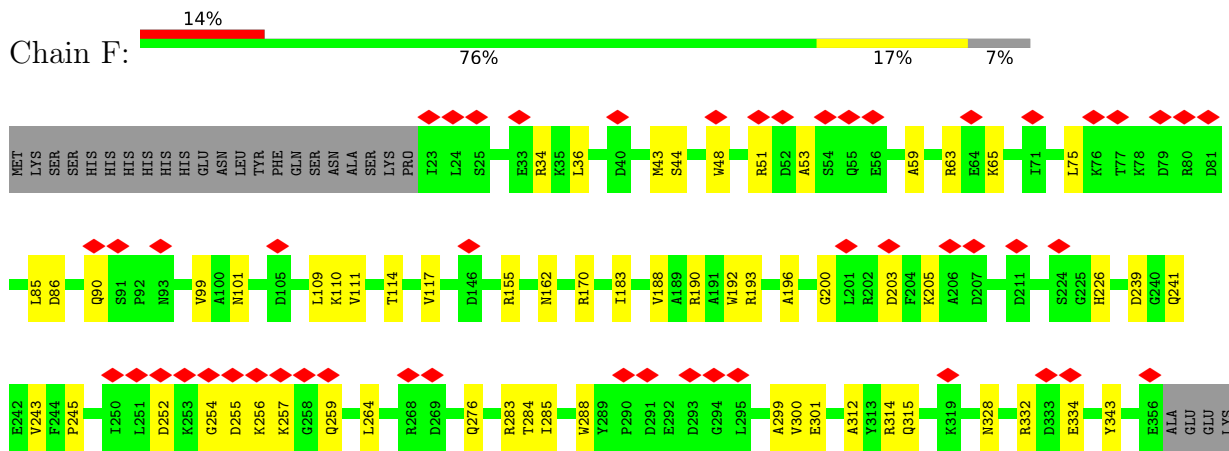 14%
Chain F:
76% 17% 7%
MET LYS SER SER HIS HIS HIS HIS HIS HIS GLU ASN LEU TYR PHE GLN SER ASN ALA SER LYS PRO I23 L24 S25 E33 R34 K35 L36 D40 M43 S44 W48 R51 D52 A53 S54 Q55 E56 A59 R63 E64 K65 I71 L75 K76 T77 K78 D79 R80 D81
L85 D86 Q90 S91 P92 N93 V99 A100 N101 D105 L109 K110 V111 T114 V117 D146 R155 N162 R170 I183 V188 A189 R190 A191 W192 R193 A196 G200 L201 R202 D203 F204 K205 A206 D207 D211 S224 G225 H226 D239 G240 Q241
E242 V243 F244 P245 I250 L251 D252 K253 G254 D255 K256 K257 G258 Q259 L264 R268 D269 Q276 R283 T284 I285 W288 Y289 P290 D291 E292 D293 G294 L295 A299 V300 E301 A312 Y313 R314 Q315 K319 N328 R332 D333 E334 Y343 E356 ALA GLU GLU LYS